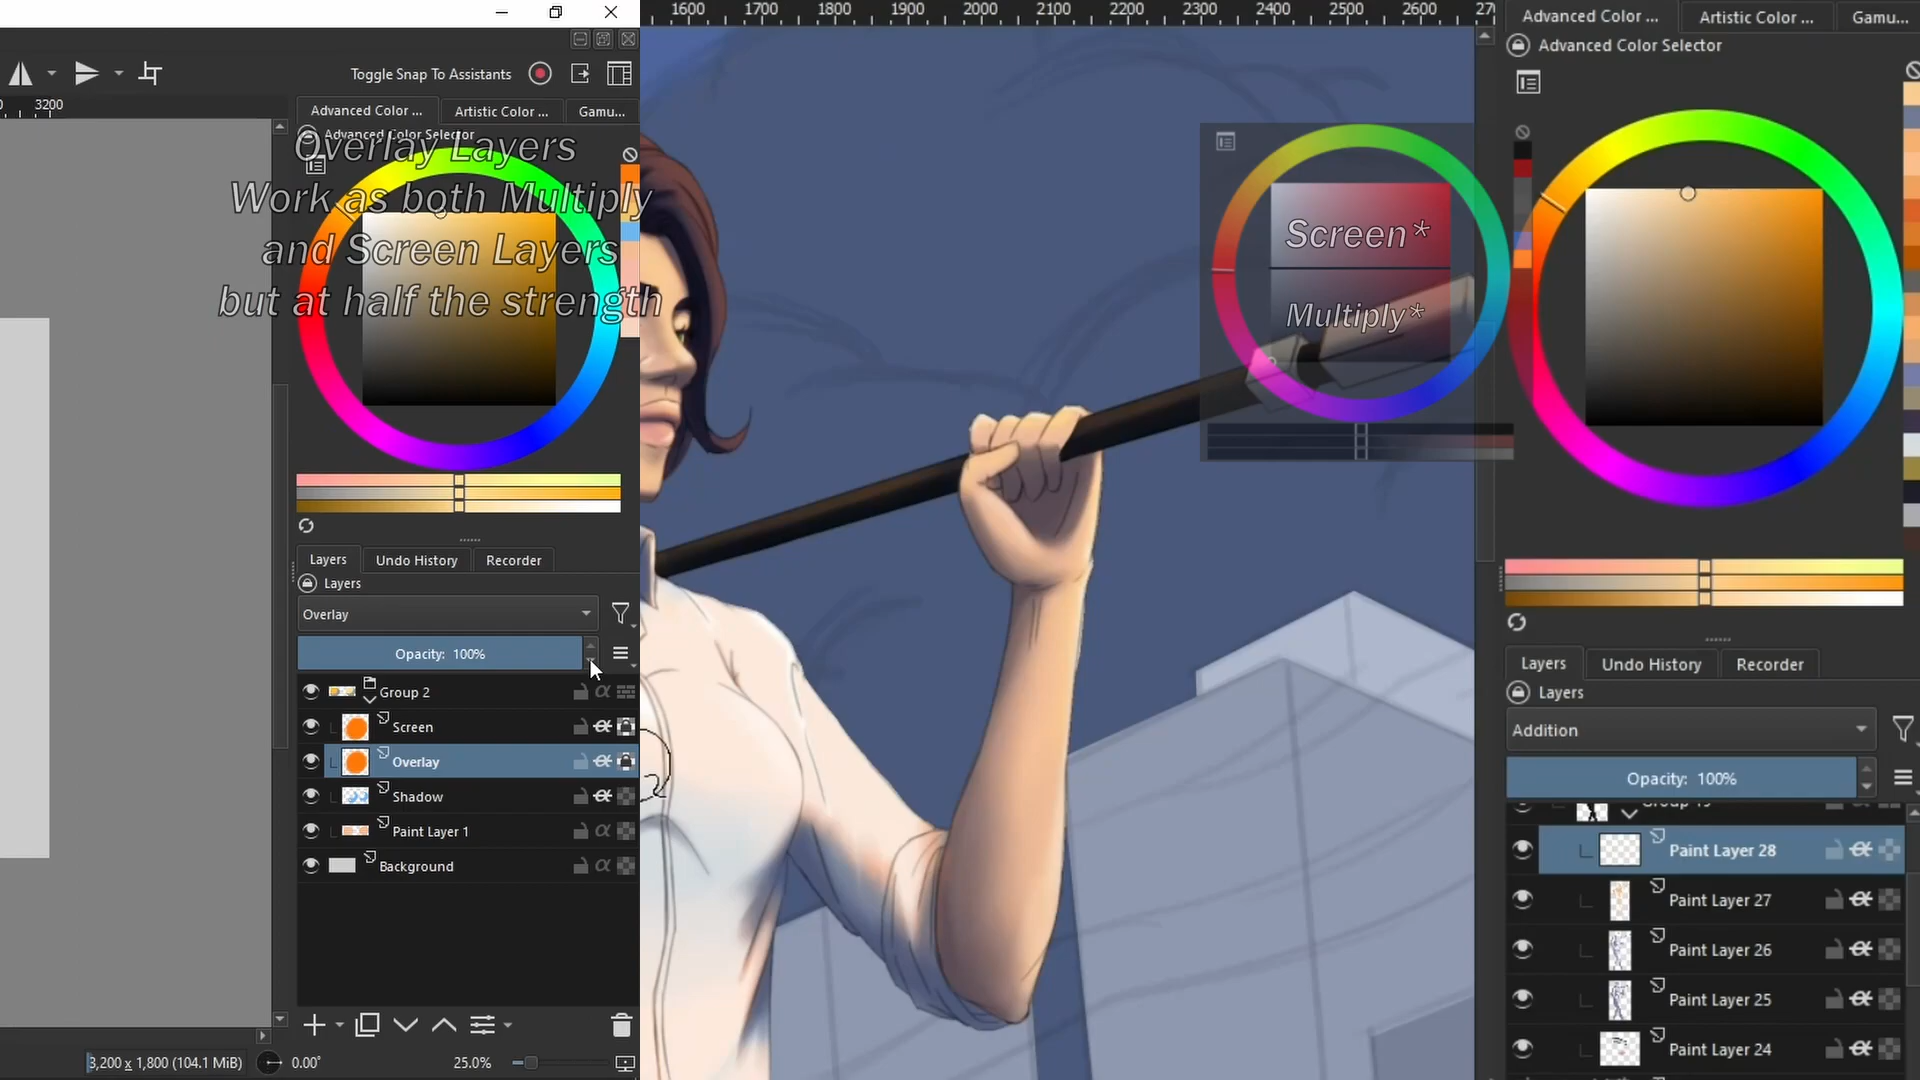 Toggle Snap To Assistants
3200
Advanced Color ...
Artistic Color ...
Gamu...
Advanced Color Selector
Overlay Layers
Work as both Multiply
and Screen Layers
but at half the strength
Layers
Undo History
Recorder
Layers
Overlay
Opacity: 100%
Group 2
Screen
Overlay
Shadow
Paint Layer 1
Background
3,200 x 1,800 (104.1 MiB)
0.00°
25.0%
1600 1700 1800 1900 2000 2100 2200 2300 2400 2500 2600
Screen*
Multiply*
Advanced Color ...
Artistic Color ...
Gamu...
Advanced Color Selector
Layers
Undo History
Recorder
Layers
Addition
Opacity: 100%
Paint Layer 28
Paint Layer 27
Paint Layer 26
Paint Layer 25
Paint Layer 24